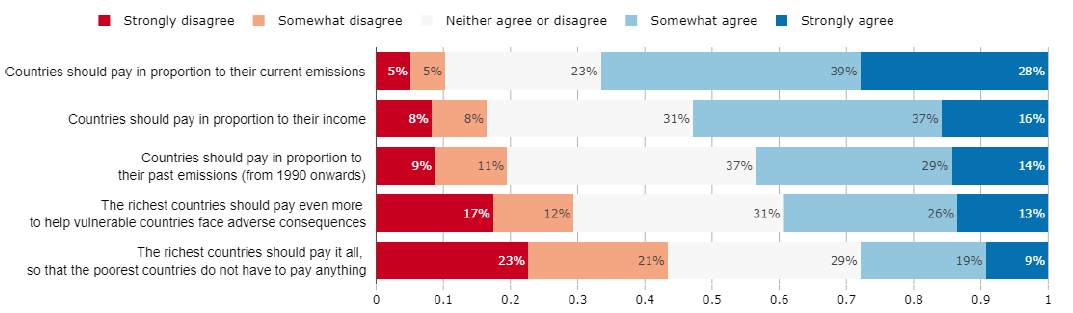 Strongly disagree Somewhat disagree Neither agree or disagree Somewhat agree Strongly agree
Countries should pay in proportion to their current emissions 5% 5% 23% 39% 28%
Countries should pay in proportion to their income 8% 8% 31% 37% 16%
Countries should pay in proportion to
their past emissions (from 1990 onwards) 9% 11% 37% 29% 14%
The richest countries should pay even more
to help vulnerable countries face adverse consequences 17% 12% 31% 26% 13%
The richest countries should pay it all,
so that the poorest countries do not have to pay anything 23% 21% 29% 19% 9%
0 0.1 0.2 0.3 0.4 0.5 0.6 0.7 0.8 0.9 1